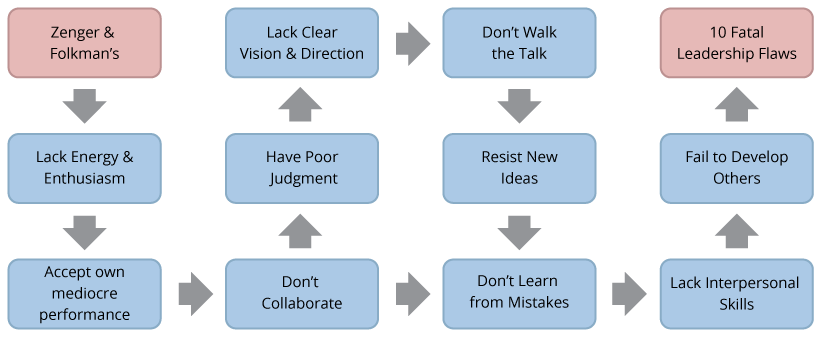 Zenger &
Folkman’s
Lack Energy &
Enthusiasm
Accept own
mediocre
performance
Don’t
Collaborate
Have Poor
Judgment
Lack Clear
Vision & Direction
Don’t Walk
the Talk
Resist New
Ideas
Don’t Learn
from Mistakes
Lack Interpersonal
Skills
Fail to Develop
Others
10 Fatal
Leadership Flaws